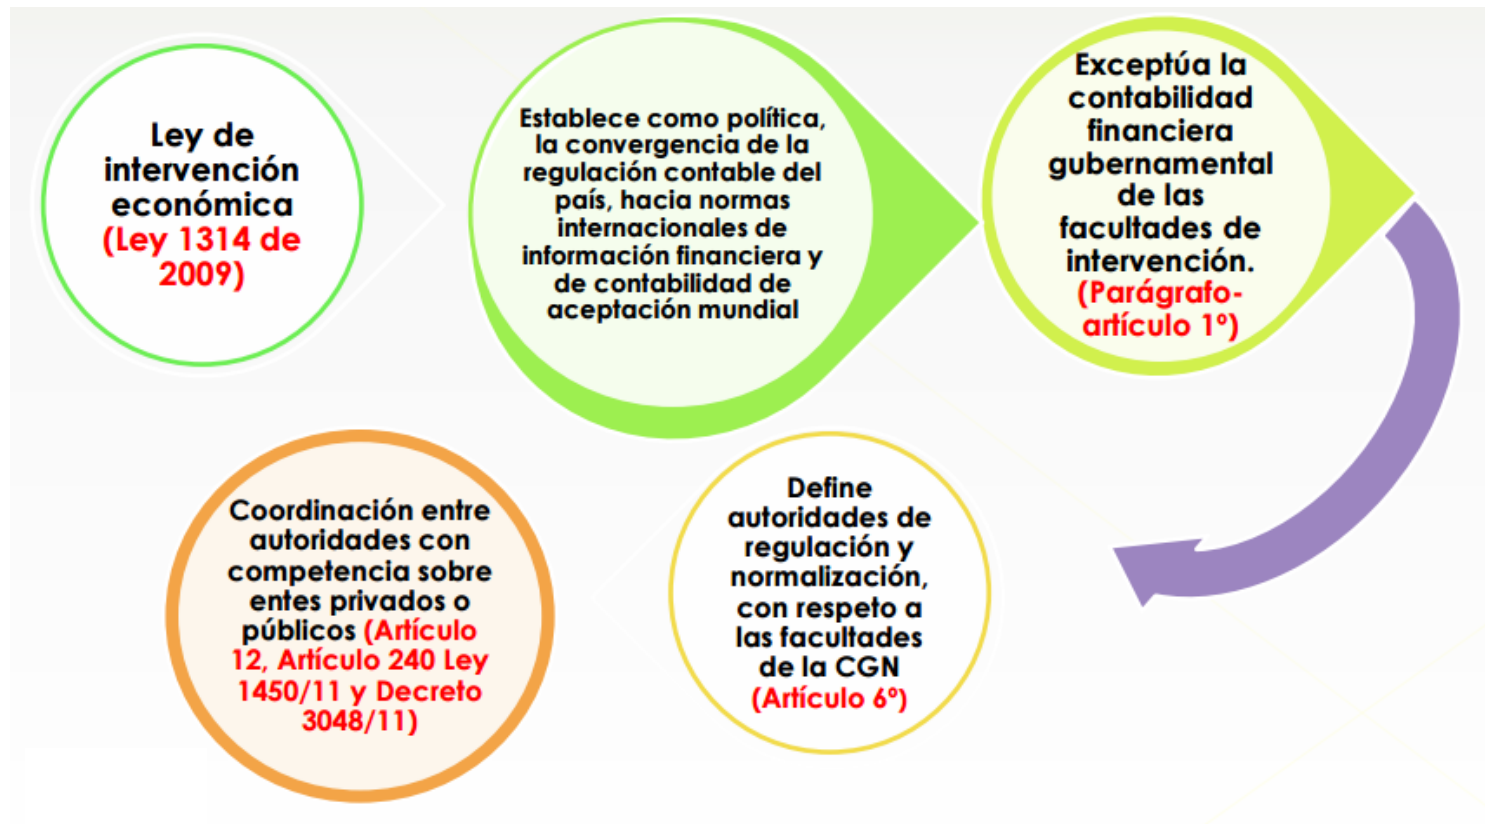 Ley de
intervención
económica
(Ley 1314 de
2009)
Establece como política,
la convergencia de la
regulación contable del
país, hacia normas
internacionales de
información financiera y
de contabilidad de
aceptación mundial
Exceptúa la
contabilidad
financiera
gubernamental
de las
facultades de
intervención.
(Parágrafo-
artículo 1º)
Define
autoridades de
regulación y
normalización,
con respeto a
las facultades
de la CGN
(Artículo 6º)
Coordinación entre
autoridades con
competencia sobre
entes privados o
públicos (Artículo
12, Artículo 240 Ley
1450/11 y Decreto
3048/11)